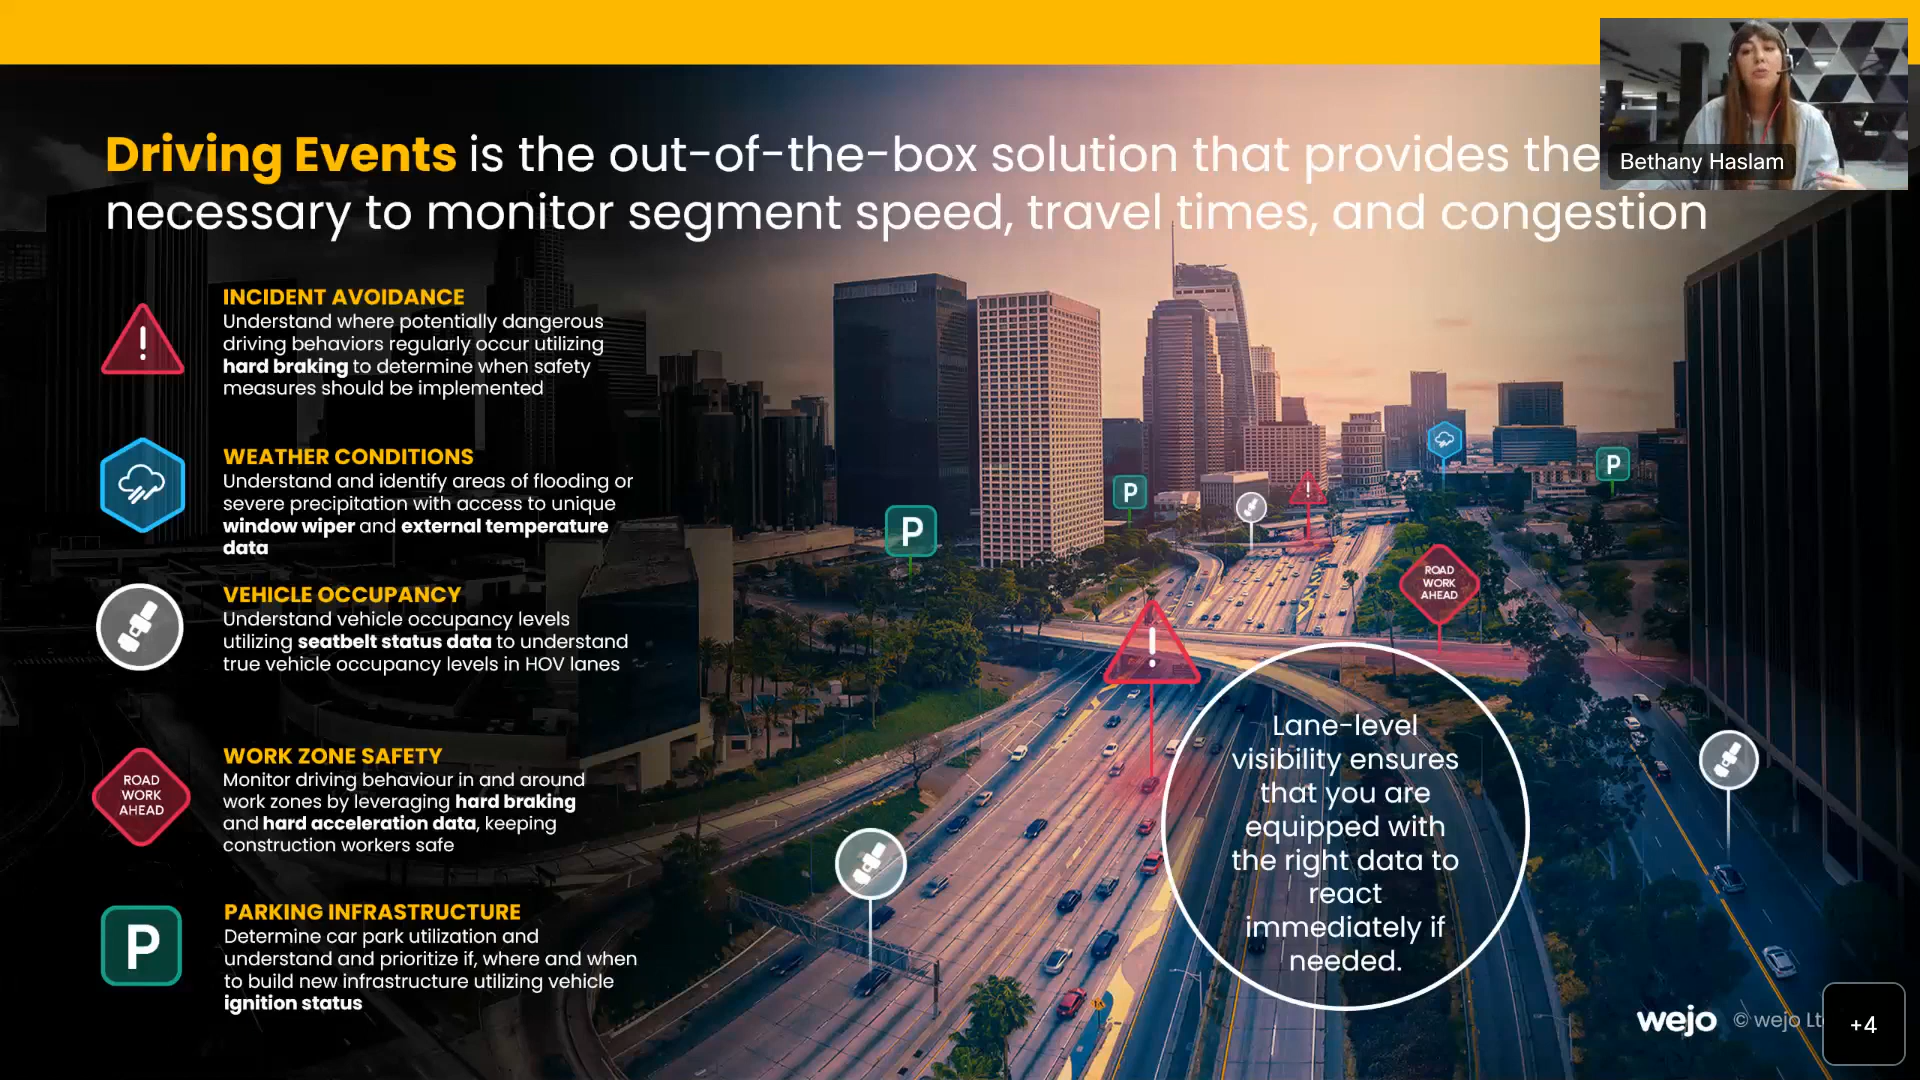 Driving Events is the out-of-the-box solution that provides the
necessary to monitor segment speed, travel times, and congestion
Bethany Haslam
INCIDENT AVOIDANCE
Understand where potentially dangerous
driving behaviors regularly occur utilizing
hard braking to determine when safety
measures should be implemented
WEATHER CONDITIONS
Understand and identify areas of flooding or
severe precipitation with access to unique
window wiper and external temperature
data
VEHICLE OCCUPANCY
Understand vehicle occupancy levels
utilizing seatbelt status data to understand
true vehicle occupancy levels in HOV lanes
ROAD
WORK
AHEAD
WORK ZONE SAFETY
Monitor driving behaviour in and around
work zones by leveraging hard braking
and hard acceleration data, keeping
construction workers safe
P
PARKING INFRASTRUCTURE
Determine car park utilization and
understand and prioritize if, where and when
to build new infrastructure utilizing vehicle
ignition status
P
P
P
ROAD
WORK
AHEAD
Lane-level
visibility ensures
that you are
equipped with
the right data to
react
immediately if
needed.
wejo © wejo Lt
+4